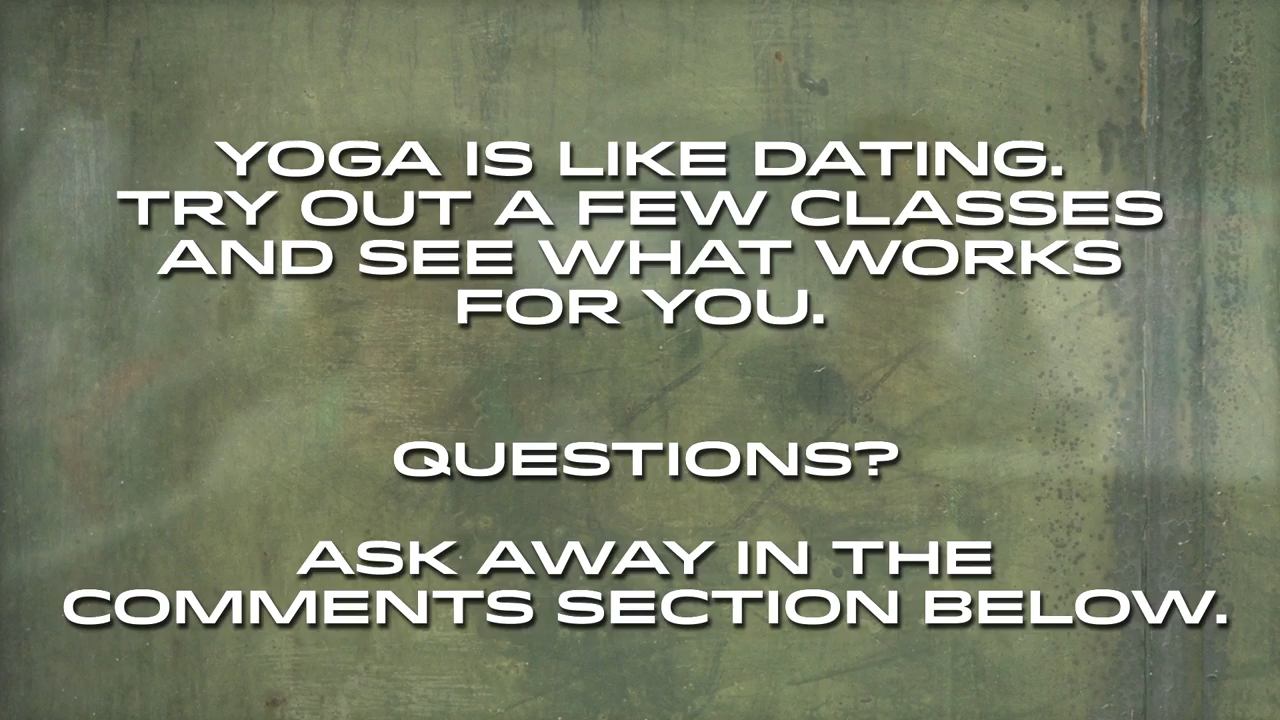 YOGA IS LIKE DATING.
TRY OUT A FEW CLASSES
AND SEE WHAT WORKS
FOR YOU.
QUESTIONS?
ASK AWAY IN THE
COMMENTS SECTION BELOW.